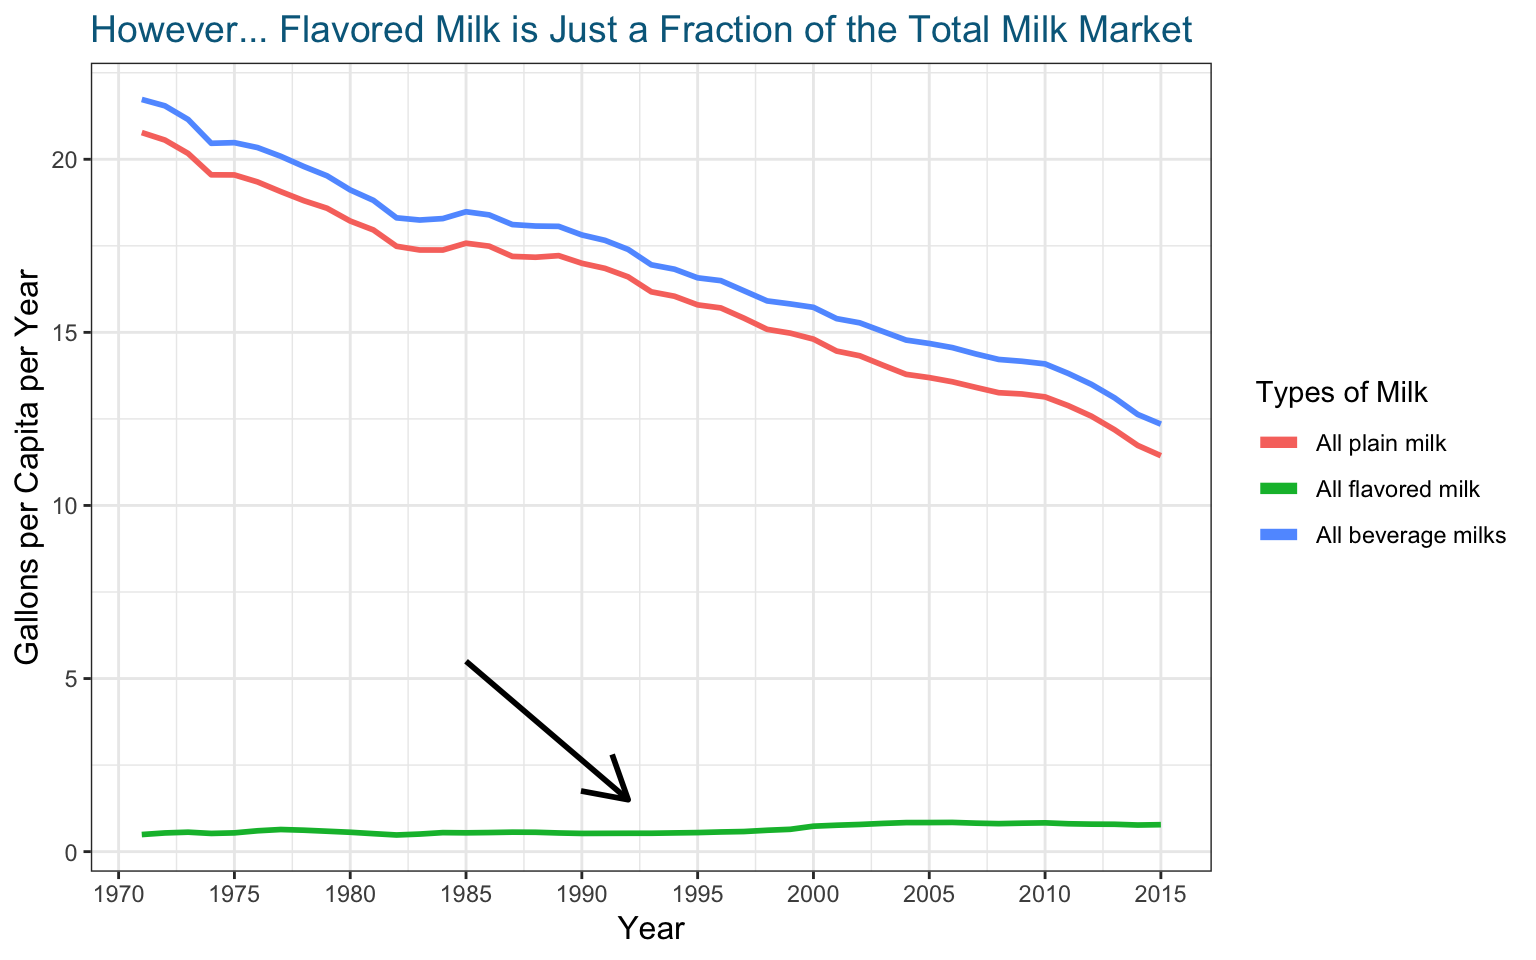 However... Flavored Milk is Just a Fraction of the Total Milk Market
Gallons per Capita per Year
20
15
10
5
0
1970 1975 1980 1985 1990 1995 2000 2005 2010 2015
Year
Types of Milk
All plain milk
All flavored milk
All beverage milks